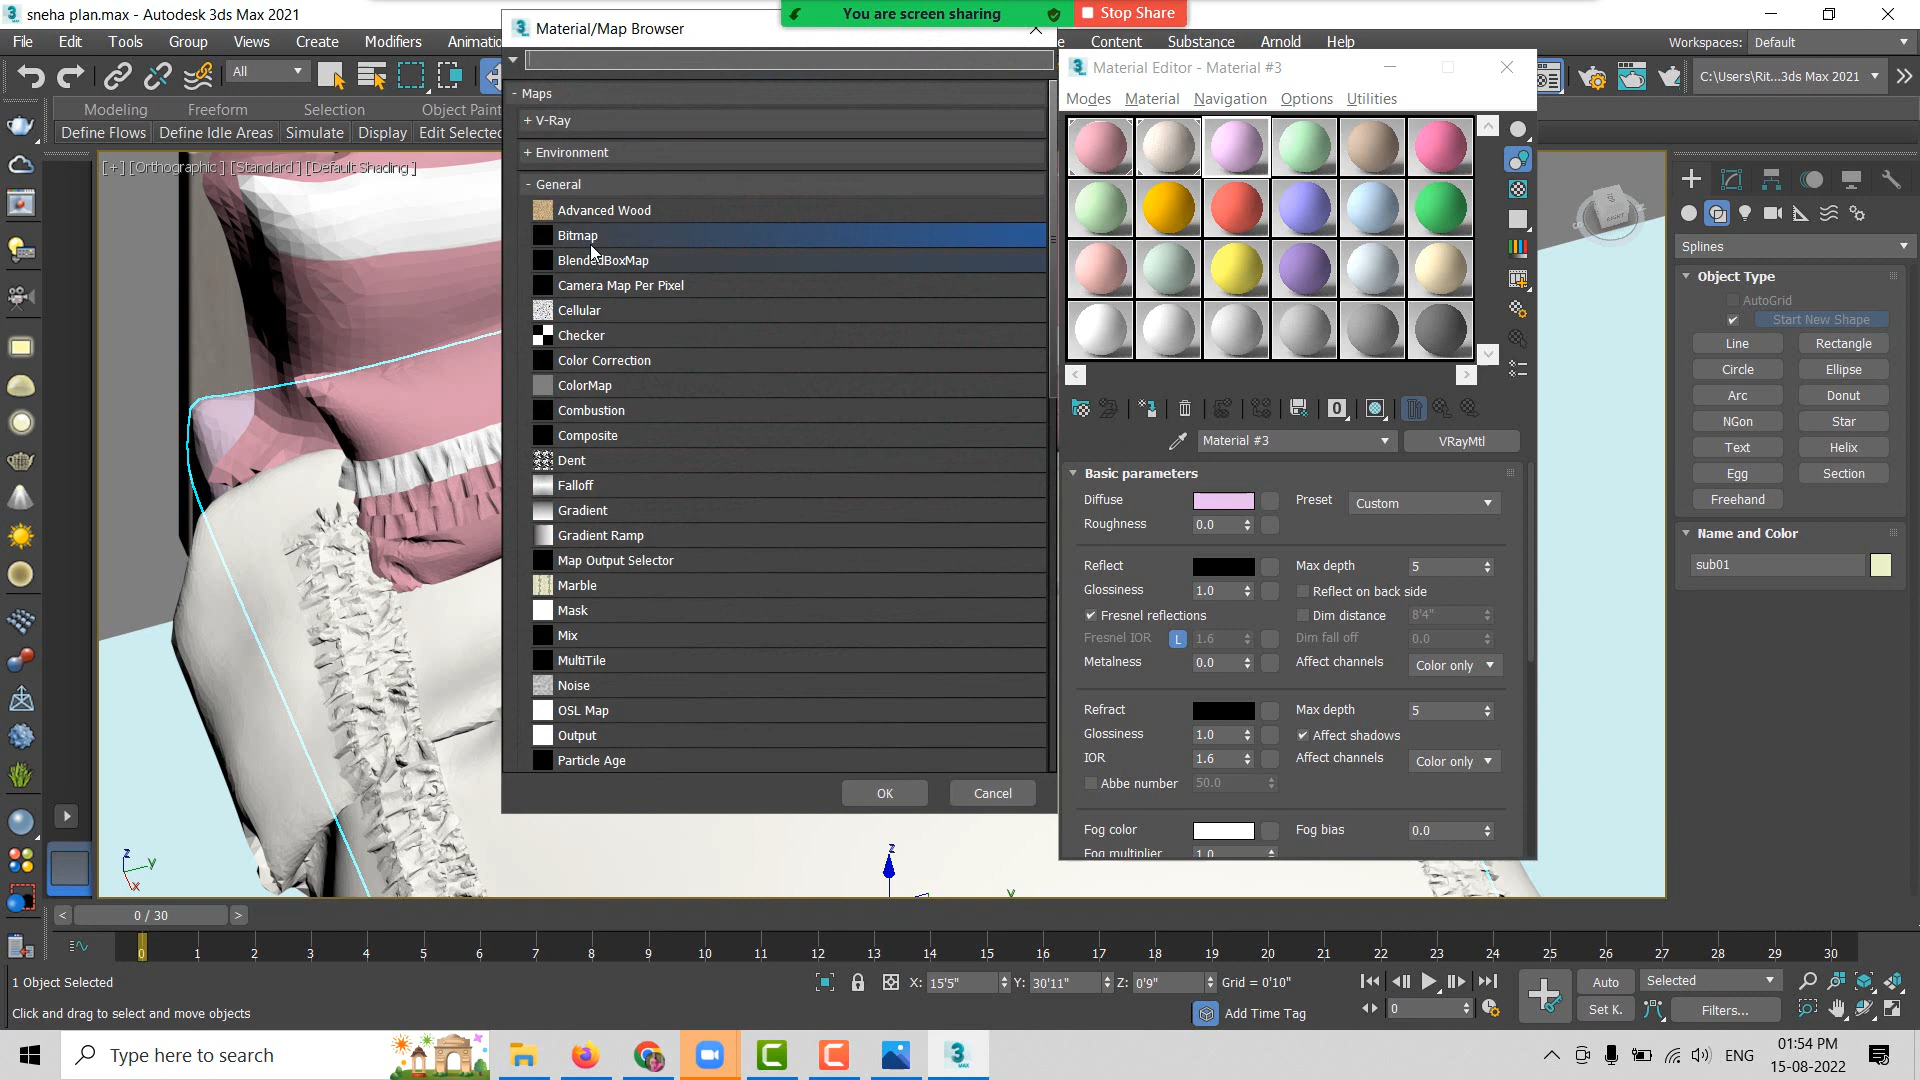 sneha plan.max - Autodesk 3ds Max 2021
You are screen sharing
Stop Share
File Edit Tools Group Views Create Modifiers Animatio
Content Substance Arnold Help
Workspaces: Default
All
C:\Users\Rit...3ds Max 2021
Modeling Freeform Selection Object Paint
Define Flows Define Idle Areas Simulate Display Edit Selected
[+] [Orthographic ] [Standard ] [Default Shading ]
Material/Map Browser
- Maps
+ V-Ray
+ Environment
- General
Advanced Wood
Bitmap
BlendedBoxMap
Camera Map Per Pixel
Cellular
Checker
Color Correction
ColorMap
Combustion
Composite
Dent
Falloff
Gradient
Gradient Ramp
Map Output Selector
Marble
Mask
Mix
MultiTile
Noise
OSL Map
Output
Particle Age
OK
Cancel
Material Editor - Material #3
Modes Material Navigation Options Utilities
0
Material #3
VRayMtl
Basic parameters
Diffuse
Preset Custom
Roughness 0.0
Reflect
Max depth 5
Glossiness 1.0
Reflect on back side
Fresnel reflections
Dim distance 8'4"
Fresnel IOR L 1.6
Dim fall off 0.0
Metalness 0.0
Affect channels Color only
Refract
Max depth 5
Glossiness 1.0
Affect shadows
IOR 1.6
Affect channels Color only
Abbe number 50.0
Fog color
Fog bias 0.0
Fog multiplier 1.0
RIGHT
Splines
Object Type
AutoGrid
Start New Shape
Line Rectangle
Circle Ellipse
Arc Donut
NGon Star
Text Helix
Egg Section
Freehand
Name and Color
sub01
z
y
x
z
y
< 0 / 30 >
0 1 2 3 4 5 6 7 8 9 10 11 12 13 14 15 16 17 18 19 20 21 22 23 24 25 26 27 28 29 30
1 Object Selected
X: 15'5" Y: 30'11" Z: 0'9" Grid = 0'10"
Auto
Selected
Click and drag to select and move objects
Add Time Tag
0
Set K.
Filters...
Type here to search
3
MAX
ENG
01:54 PM
15-08-2022